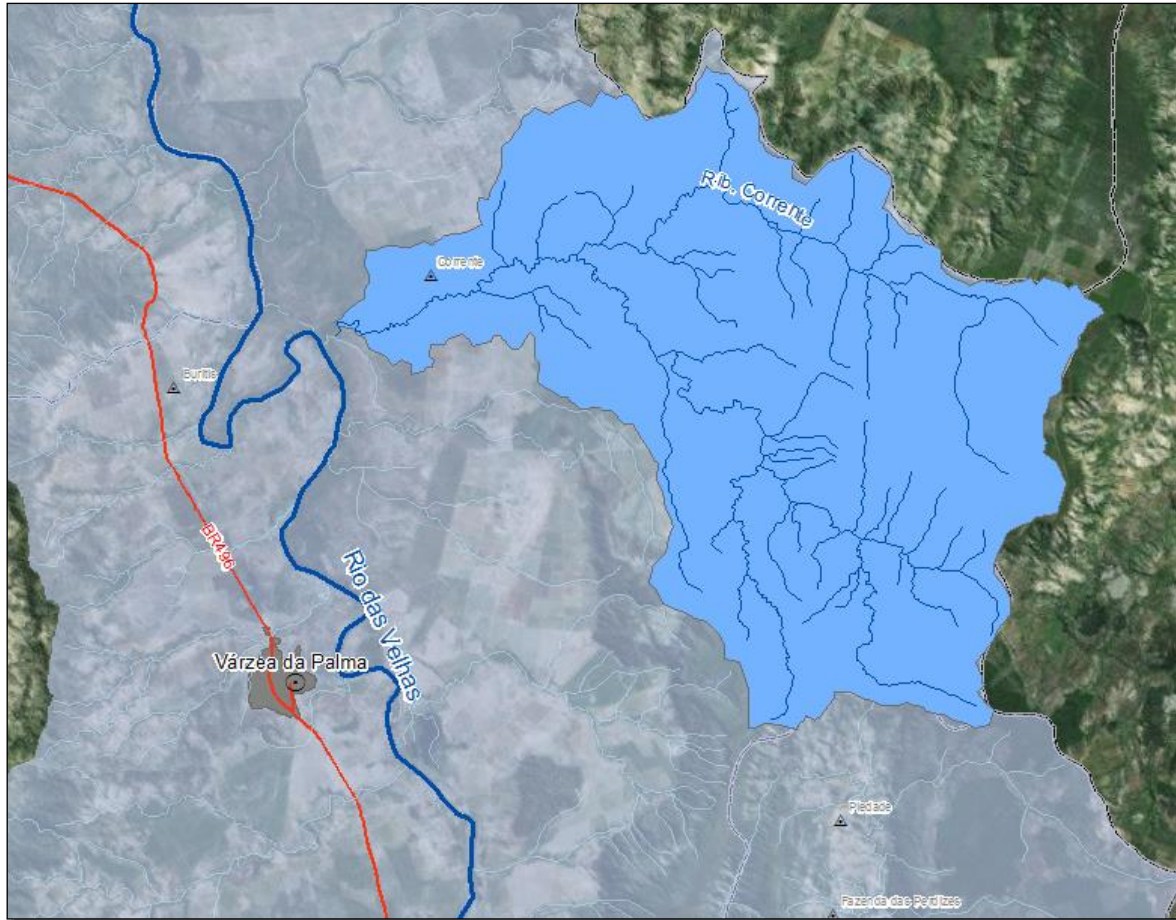 Rib. Corrente
Corrente
Buritis
BR496
Rio das Velhas
Várzea da Palma
Piedade
Fazenda das Perdizes